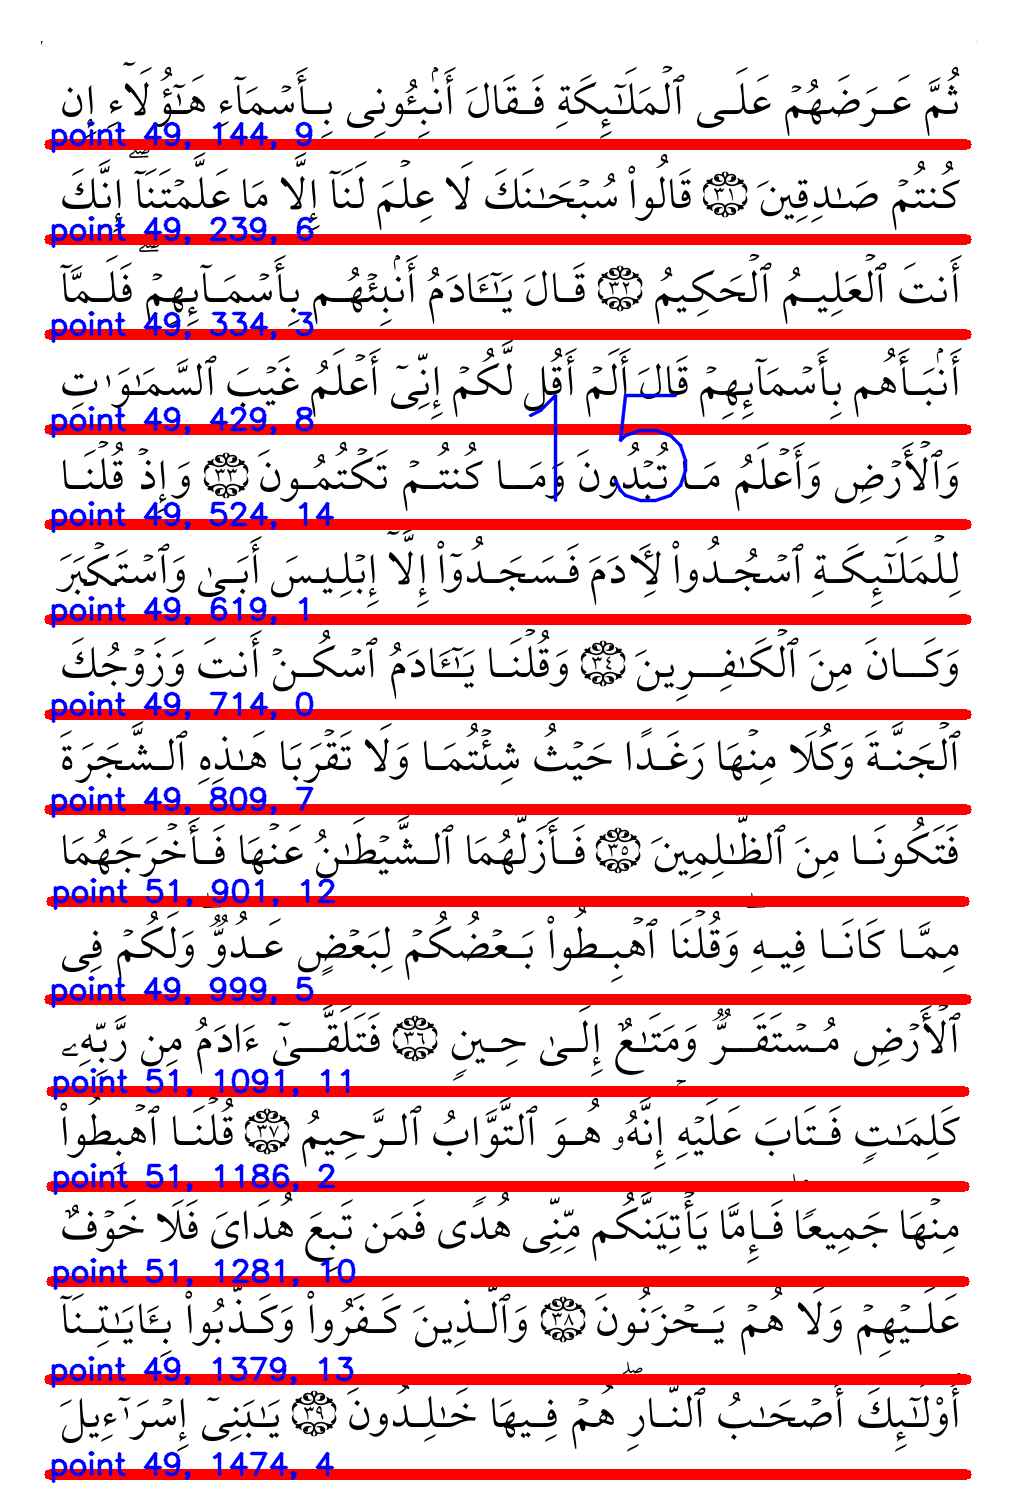 ثُمَّ عَرَضَهُمۡ عَلَى ٱلۡمَلَٰٓئِكَةِ فَقَالَ أَنۢبِـُٔونِى بِأَسۡمَآءِ هَٰٓؤُلَآءِ إِن
point 49, 144, 9
كُنتُمۡ صَٰدِقِينَ ٣١ قَالُواْ سُبۡحَٰنَكَ لَا عِلۡمَ لَنَآ إِلَّا مَا عَلَّمۡتَنَآۖ إِنَّكَ
point 49, 239, 6
أَنتَ ٱلۡعَلِيمُ ٱلۡحَكِيمُ ٣٢ قَالَ يَٰٓـَٔادَمُ أَنۢبِئۡهُم بِأَسۡمَآئِهِمۡۖ فَلَمَّآ
point 49, 334, 3
أَنۢبَأَهُم بِأَسۡمَآئِهِمۡ قَالَ أَلَمۡ أَقُل لَّكُمۡ إِنِّىٓ أَعۡلَمُ غَيۡبَ ٱلسَّمَٰوَٰتِ
point 49, 429, 8
15
وَٱلۡأَرۡضِ وَأَعۡلَمُ مَا تُبۡدُونَ وَمَا كُنتُمۡ تَكۡتُمُونَ ٣٣ وَإِذۡ قُلۡنَا
point 49, 524, 14
لِلۡمَلَٰٓئِكَةِ ٱسۡجُدُواْ لِأٓدَمَ فَسَجَدُوٓاْ إِلَّآ إِبۡلِيسَ أَبَىٰ وَٱسۡتَكۡبَرَ
point 49, 619, 1
وَكَانَ مِنَ ٱلۡكَٰفِرِينَ ٣٤ وَقُلۡنَا يَٰٓـَٔادَمُ ٱسۡكُنۡ أَنتَ وَزَوۡجُكَ
point 49, 714, 0
ٱلۡجَنَّةَ وَكُلَا مِنۡهَا رَغَدًا حَيۡثُ شِئۡتُمَا وَلَا تَقۡرَبَا هَٰذِهِ ٱلشَّجَرَةَ
point 49, 809, 7
فَتَكُونَا مِنَ ٱلظَّٰلِمِينَ ٣٥ فَأَزَلَّهُمَا ٱلشَّيۡطَٰنُ عَنۡهَا فَأَخۡرَجَهُمَا
point 51, 901, 12
مِمَّا كَانَا فِيهِ وَقُلۡنَا ٱهۡبِطُواْ بَعۡضُكُمۡ لِبَعۡضٍ عَدُوٌّ وَلَكُمۡ فِى
point 49, 999, 5
ٱلۡأَرۡضِ مُسۡتَقَرٌّ وَمَتَٰعٌ إِلَىٰ حِينٍ ٣٦ فَتَلَقَّىٰٓ ءَادَمُ مِن رَّبِّهِۦ
point 51, 1091, 11
كَلِمَٰتٍ فَتَابَ عَلَيۡهِ إِنَّهُۥ هُوَ ٱلتَّوَّابُ ٱلرَّحِيمُ ٣٧ قُلۡنَا ٱهۡبِطُواْ
point 51, 1186, 2
مِنۡهَا جَمِيعًا فَإِمَّا يَأۡتِيَنَّكُم مِّنِّى هُدًى فَمَن تَبِعَ هُدَاىَ فَلَا خَوۡفٌ
point 51, 1281, 10
عَلَيۡهِمۡ وَلَا هُمۡ يَحۡزَنُونَ ٣٨ وَٱلَّذِينَ كَفَرُواْ وَكَذَّبُواْ بِـَٔايَٰتِنَآ
point 49, 1379, 13
أُوْلَٰٓئِكَ أَصۡحَٰبُ ٱلنَّارِۖ هُمۡ فِيهَا خَٰلِدُونَ ٣٩ يَٰبَنِىٓ إِسۡرَٰٓءِيلَ
point 49, 1474, 4